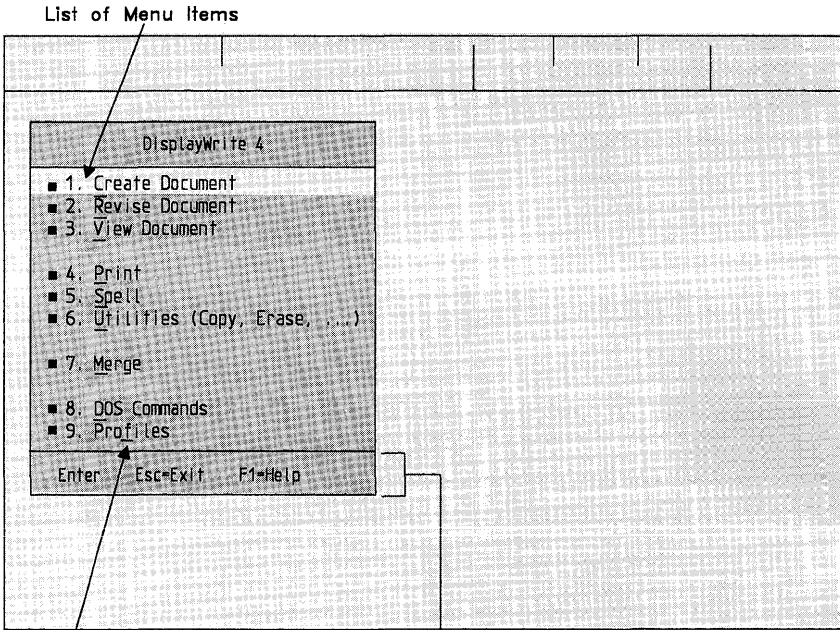 List of Menu Items
DisplayWrite 4
1. Create Document
2. Revise Document
3. View Document
4. Print
5. Spell
6. Utilities (Copy, Erase, ...)
7. Merge
8. DOS Commands
9. Profiles
Enter Esc=Exit F1=Help